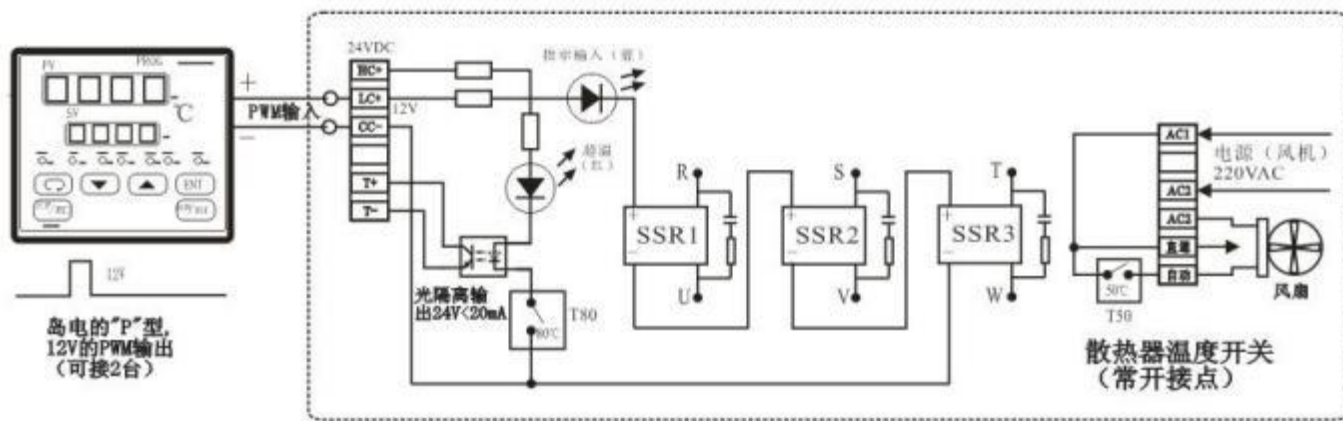 PV
PROG
SV
℃
ENT
+
PWM输入
−
12V
岛电的"P"型,
12V的PWM输出
(可接2台)
24VDC
HC+
LC+
12V
CC-
T+
T-
指示输入(蓝)
超温
(红)
光隔离输
出24V<20mA
80℃
T80
R
+
SSR1
−
U
S
+
SSR2
−
V
T
+
SSR3
−
W
AC1
电源(风机)
220VAC
AC2
AC3
直通
自动
50℃
T50
风扇
散热器温度开关
(常开接点)